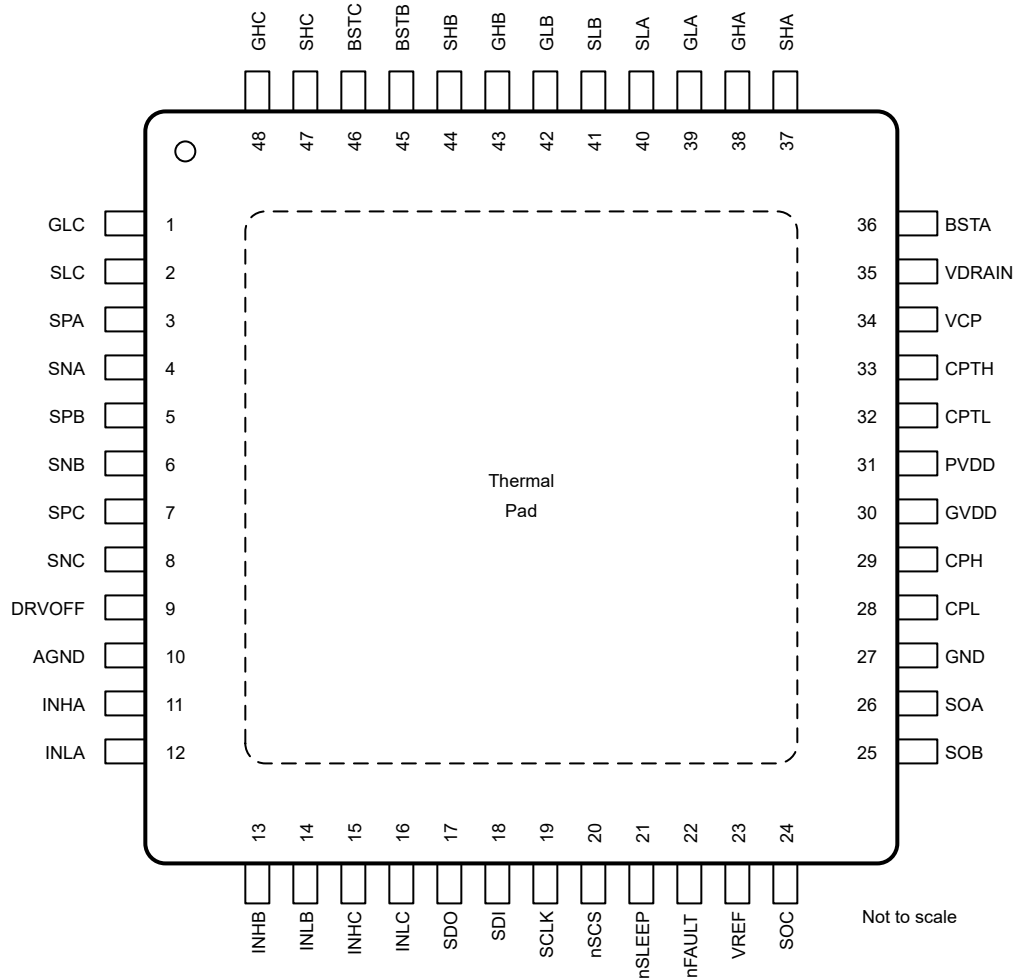 GHC SHC BSTC BSTB SHB GHB GLB SLB SLA GLA GHA SHA
48 47 46 45 44 43 42 41 40 39 38 37
GLC 1 36 BSTA
SLC 2 35 VDRAIN
SPA 3 34 VCP
SNA 4 33 CPTH
SPB 5 32 CPTL
SNB 6 31 PVDD
Thermal
Pad
SPC 7 30 GVDD
SNC 8 29 CPH
DRVOFF 9 28 CPL
AGND 10 27 GND
INHA 11 26 SOA
INLA 12 25 SOB
13 14 15 16 17 18 19 20 21 22 23 24
INHB INLB INHC INLC SDO SDI SCLK nSCS nSLEEP nFAULT VREF SOC
Not to scale